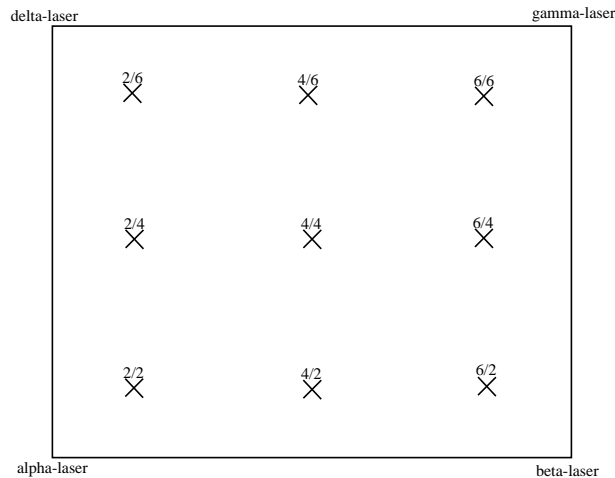 delta-laser
gamma-laser
2/6
4/6
6/6
2/4
4/4
6/4
2/2
4/2
6/2
alpha-laser
beta-laser